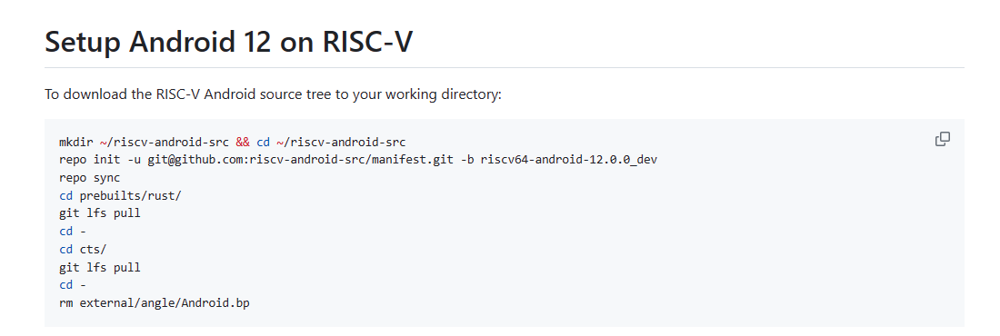 Setup Android 12 on RISC-V
To download the RISC-V Android source tree to your working directory:
mkdir ~/riscv-android-src && cd ~/riscv-android-src
repo init -u git@github.com:riscv-android-src/manifest.git -b riscv64-android-12.0.0_dev
repo sync
cd prebuilts/rust/
git lfs pull
cd -
cd cts/
git lfs pull
cd -
rm external/angle/Android.bp